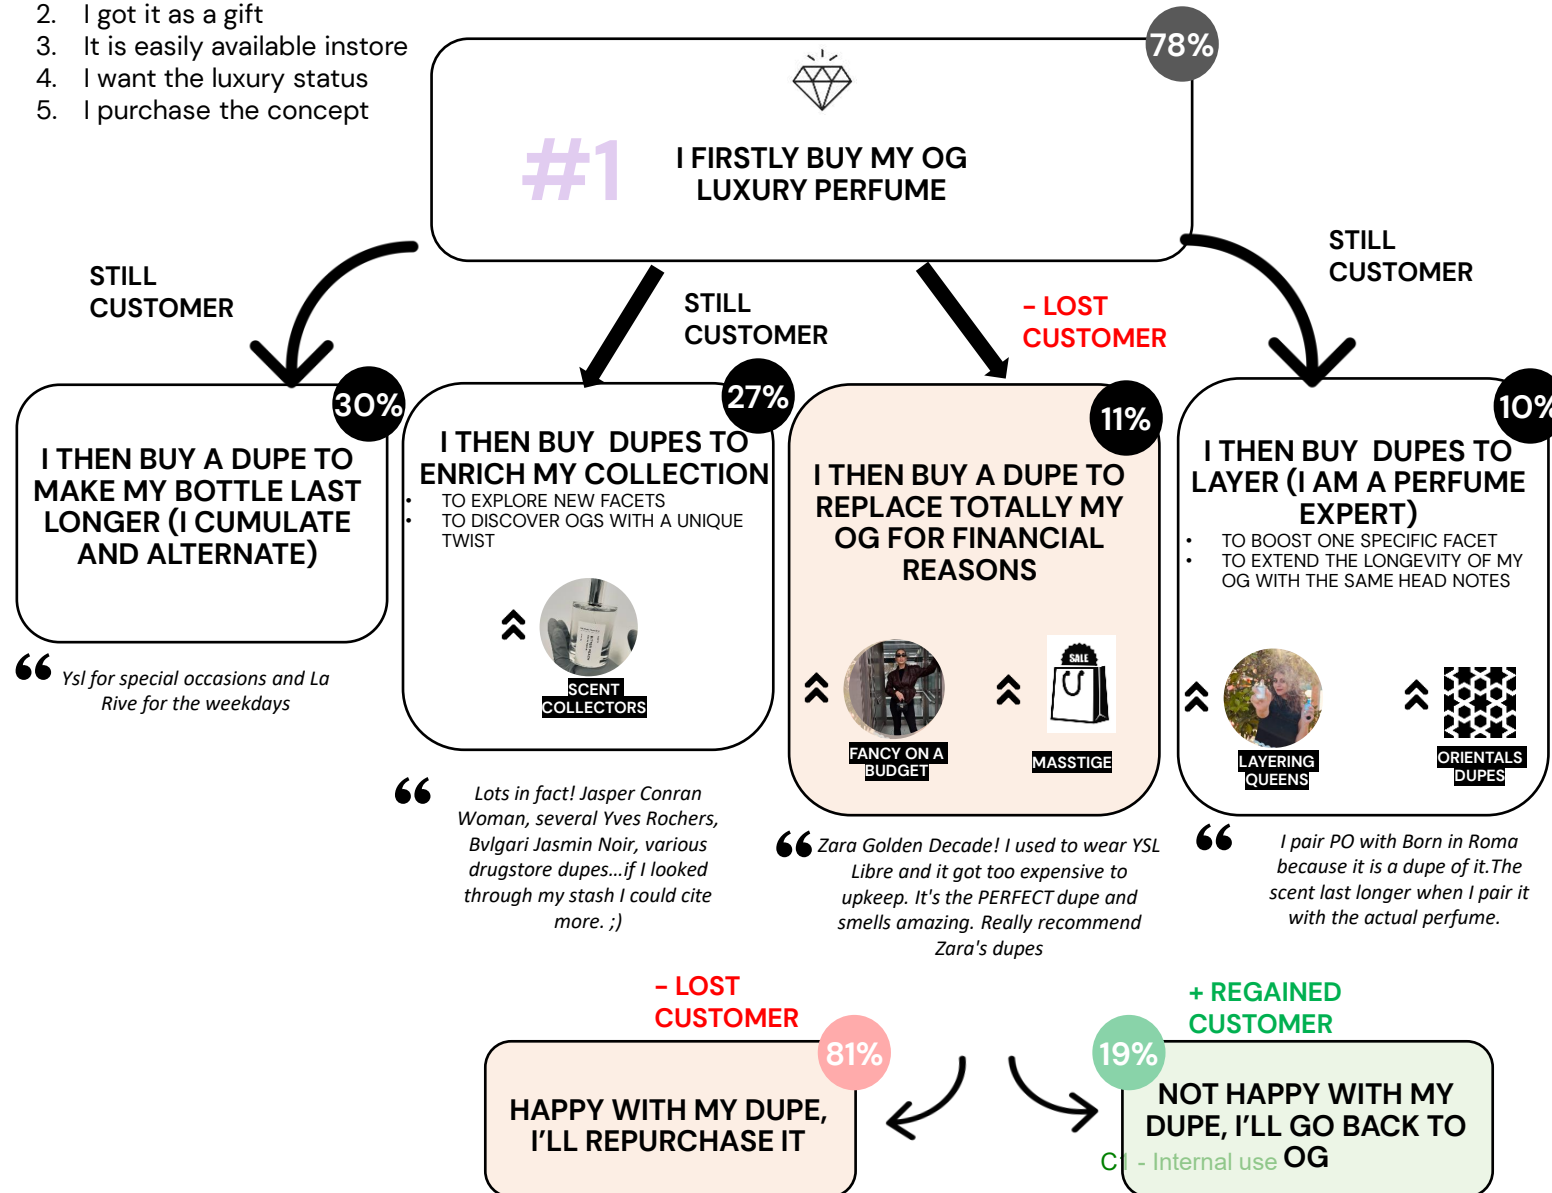 2. I got it as a gift
3. It is easily available instore
4. I want the luxury status
5. I purchase the concept
78%
#1
I FIRSTLY BUY MY OG
LUXURY PERFUME
STILL
CUSTOMER
STILL
CUSTOMER
- LOST
CUSTOMER
STILL
CUSTOMER
30%
I THEN BUY A DUPE TO
MAKE MY BOTTLE LAST
LONGER (I CUMULATE
AND ALTERNATE)
“ Ysl for special occasions and La
Rive for the weekdays
27%
I THEN BUY DUPES TO
ENRICH MY COLLECTION
• TO EXPLORE NEW FACETS
• TO DISCOVER OGS WITH A UNIQUE
TWIST
SCENT
COLLECTORS
“ Lots in fact! Jasper Conran
Woman, several Yves Rochers,
Bvlgari Jasmin Noir, various
drugstore dupes...if I looked
through my stash I could cite
more. ;)
11%
I THEN BUY A DUPE TO
REPLACE TOTALLY MY
OG FOR FINANCIAL
REASONS
FANCY ON A
BUDGET
SALE
MASSTIGE
“ Zara Golden Decade! I used to wear YSL
Libre and it got too expensive to
upkeep. It's the PERFECT dupe and
smells amazing. Really recommend
Zara's dupes
10%
I THEN BUY DUPES TO
LAYER (I AM A PERFUME
EXPERT)
• TO BOOST ONE SPECIFIC FACET
• TO EXTEND THE LONGEVITY OF MY
OG WITH THE SAME HEAD NOTES
LAYERING
QUEENS
ORIENTALS
DUPES
“ I pair PO with Born in Roma
because it is a dupe of it.The
scent last longer when I pair it
with the actual perfume.
- LOST
CUSTOMER
81%
HAPPY WITH MY DUPE,
I’LL REPURCHASE IT
+ REGAINED
CUSTOMER
19%
NOT HAPPY WITH MY
DUPE, I’LL GO BACK TO
OG
C1 - Internal use